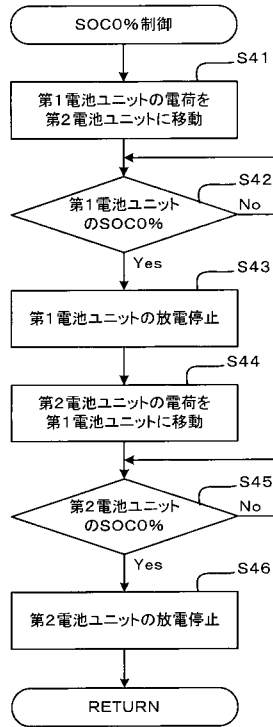 SOC0%制御
S41
第1電池ユニットの電荷を
第2電池ユニットに移動
S42
第1電池ユニット
のSOC0%
No
Yes
S43
第1電池ユニットの放電停止
S44
第2電池ユニットの電荷を
第1電池ユニットに移動
S45
第2電池ユニット
のSOC0%
No
Yes
S46
第2電池ユニットの放電停止
RETURN